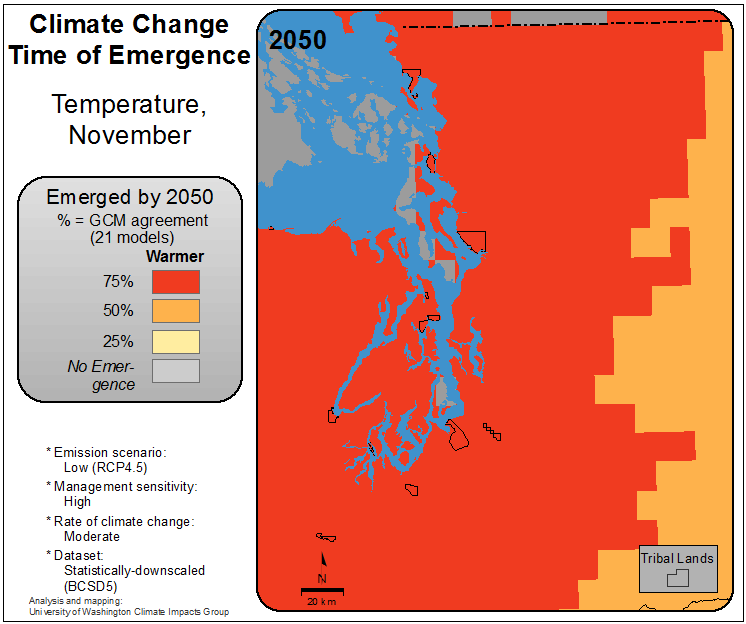 Climate Change
Time of Emergence
Temperature,
November
Emerged by 2050
% = GCM agreement
(21 models)
Warmer
75%
50%
25%
No Emer-
gence
* Emission scenario:
Low (RCP4.5)
* Management sensitivity:
High
* Rate of climate change:
Moderate
* Dataset:
Statistically-downscaled
(BCSD5)
Analysis and mapping:
University of Washington Climate Impacts Group
2050
N
20 km
Tribal Lands